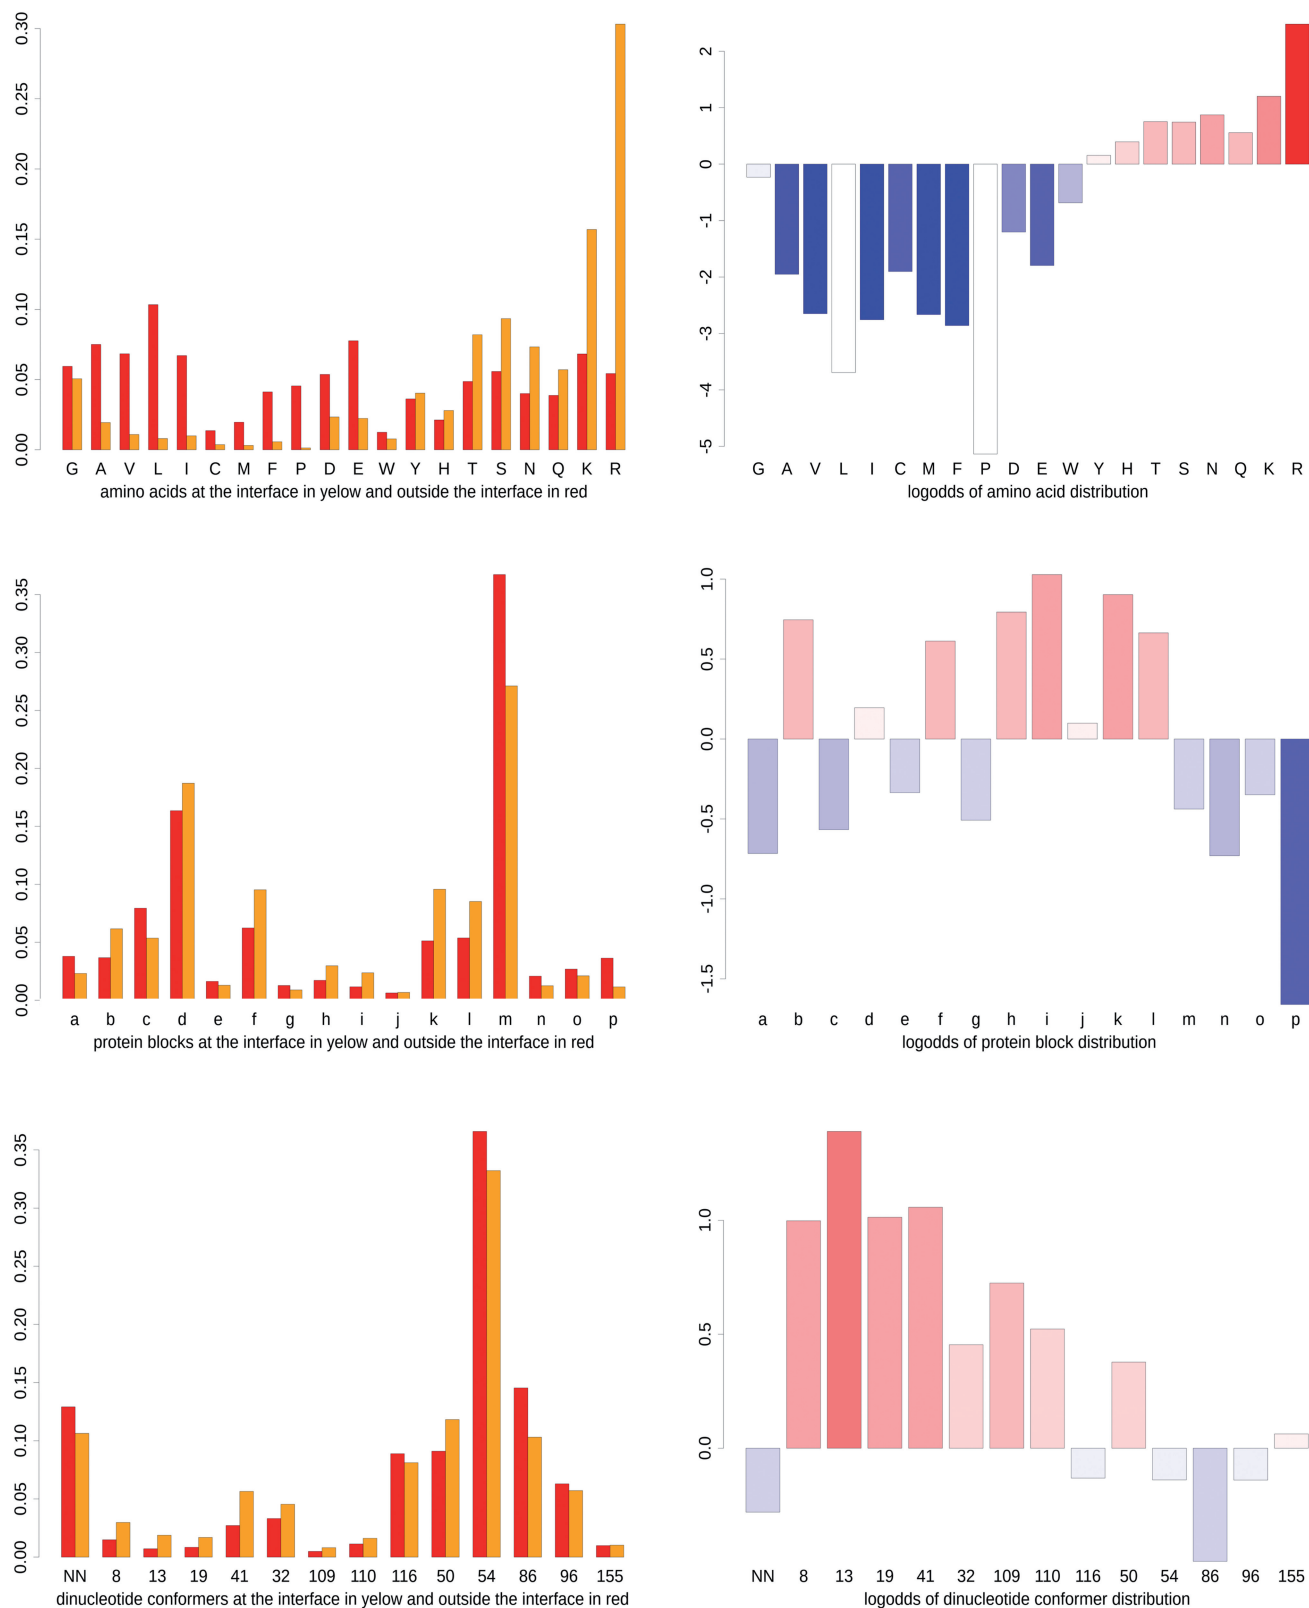 0.00 0.05 0.10 0.15 0.20 0.25 0.30
G A V L I C M F P D E W Y H T S N Q K R
amino acids at the interface in yelow and outside the interface in red
-5 -4 -3 -2 -1 0 1 2
G A V L I C M F P D E W Y H T S N Q K R
logodds of amino acid distribution
0.00 0.05 0.10 0.15 0.20 0.25 0.30 0.35
a b c d e f g h i j k l m n o p
protein blocks at the interface in yelow and outside the interface in red
-1.5 -1.0 -0.5 0.0 0.5 1.0
a b c d e f g h i j k l m n o p
logodds of protein block distribution
0.00 0.05 0.10 0.15 0.20 0.25 0.30 0.35
NN 8 13 19 41 32 109 110 116 50 54 86 96 155
dinucleotide conformers at the interface in yelow and outside the interface in red
0.0 0.5 1.0
NN 8 13 19 41 32 109 110 116 50 54 86 96 155
logodds of dinucleotide conformer distribution